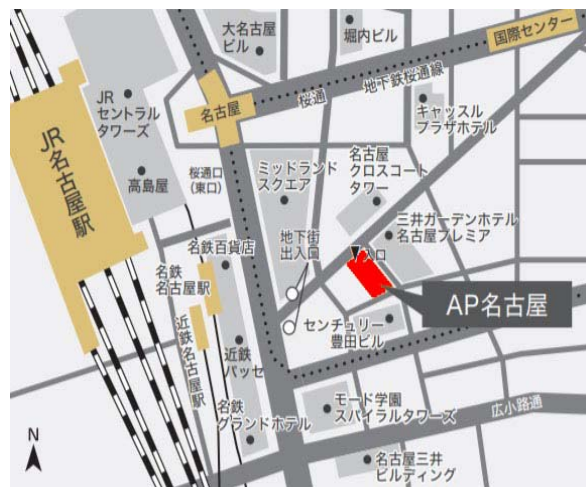 大名古屋
ビル
堀内ビル
国際センター
JR
セントラル
タワーズ
名古屋
桜通
地下鉄桜通線
キャッスル
プラザホテル
JR名古屋駅
高島屋
桜通口
(東口)
ミッドランド
スクエア
名古屋
クロスコート
タワー
三井ガーデンホテル
名古屋プレミア
地下街
出入口
入口
名鉄百貨店
名鉄
名古屋駅
AP名古屋
センチュリー
豊田ビル
近鉄名古屋駅
近鉄
パッセ
モード学園
スパイラルタワーズ
広小路通
名鉄
グランドホテル
N
名古屋三井
ビルディング